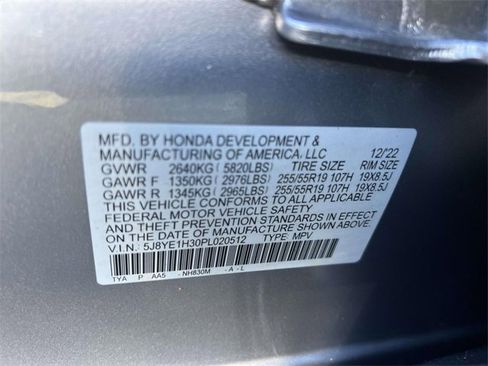 MFD. BY HONDA DEVELOPMENT &
MANUFACTURING OF AMERICA, LLC 12/22
GVWR 2640KG ( 5820LBS) TIRE SIZE RIM SIZE
GAWR F 1350KG ( 2976LBS) 255/55R19 107H 19X8.5J
GAWR R 1345KG ( 2965LBS) 255/55R19 107H 19X8.5J
THIS VEHICLE CONFORMS TO ALL APPLICABLE
FEDERAL MOTOR VEHICLE SAFETY
AND THEFT PREVENTION STANDARDS IN EFFECT
ON THE DATE OF MANUFACTURE SHOWN ABOVE.
V.I.N.: 5J8YE1H30PL020512 TYPE: MPV
TYA P AA5 - NH830M - A - L